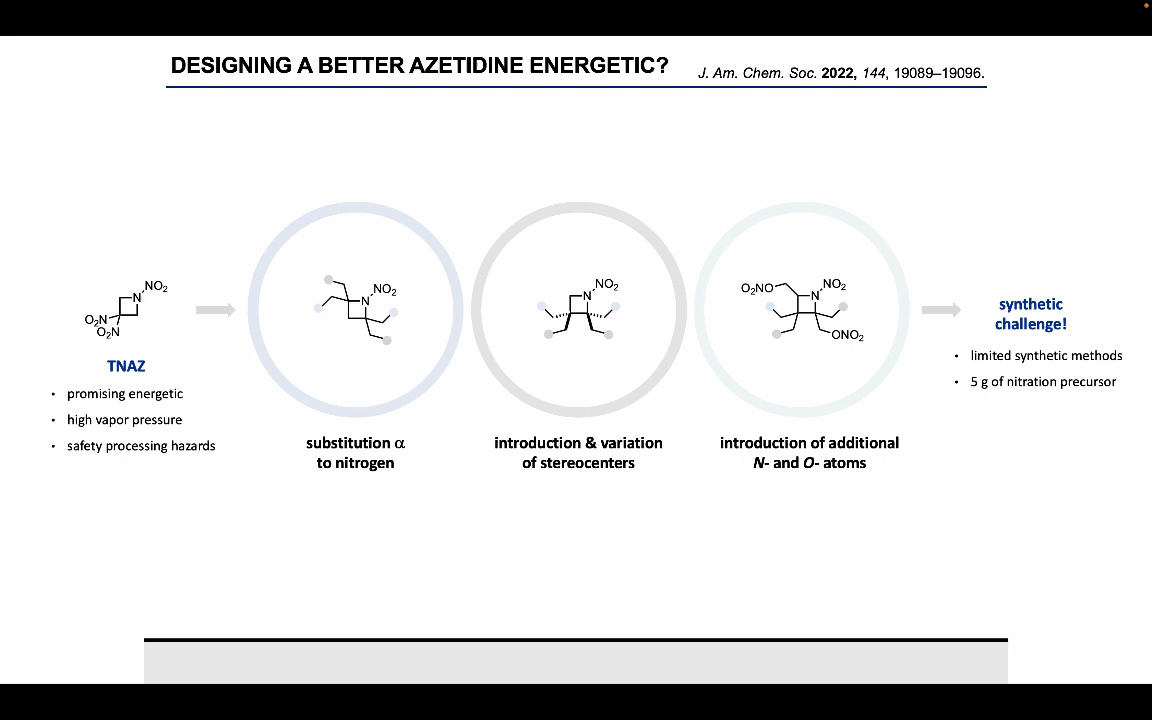 DESIGNING A BETTER AZETIDINE ENERGETIC?
J. Am. Chem. Soc. 2022, 144, 19089–19096.
NO2
N
O2N
O2N
TNAZ
• promising energetic
• high vapor pressure
• safety processing hazards
NO2
N
substitution α
to nitrogen
NO2
N
introduction & variation
of stereocenters
O2NO
NO2
N
ONO2
introduction of additional
N- and O- atoms
synthetic
challenge!
• limited synthetic methods
• 5 g of nitration precursor